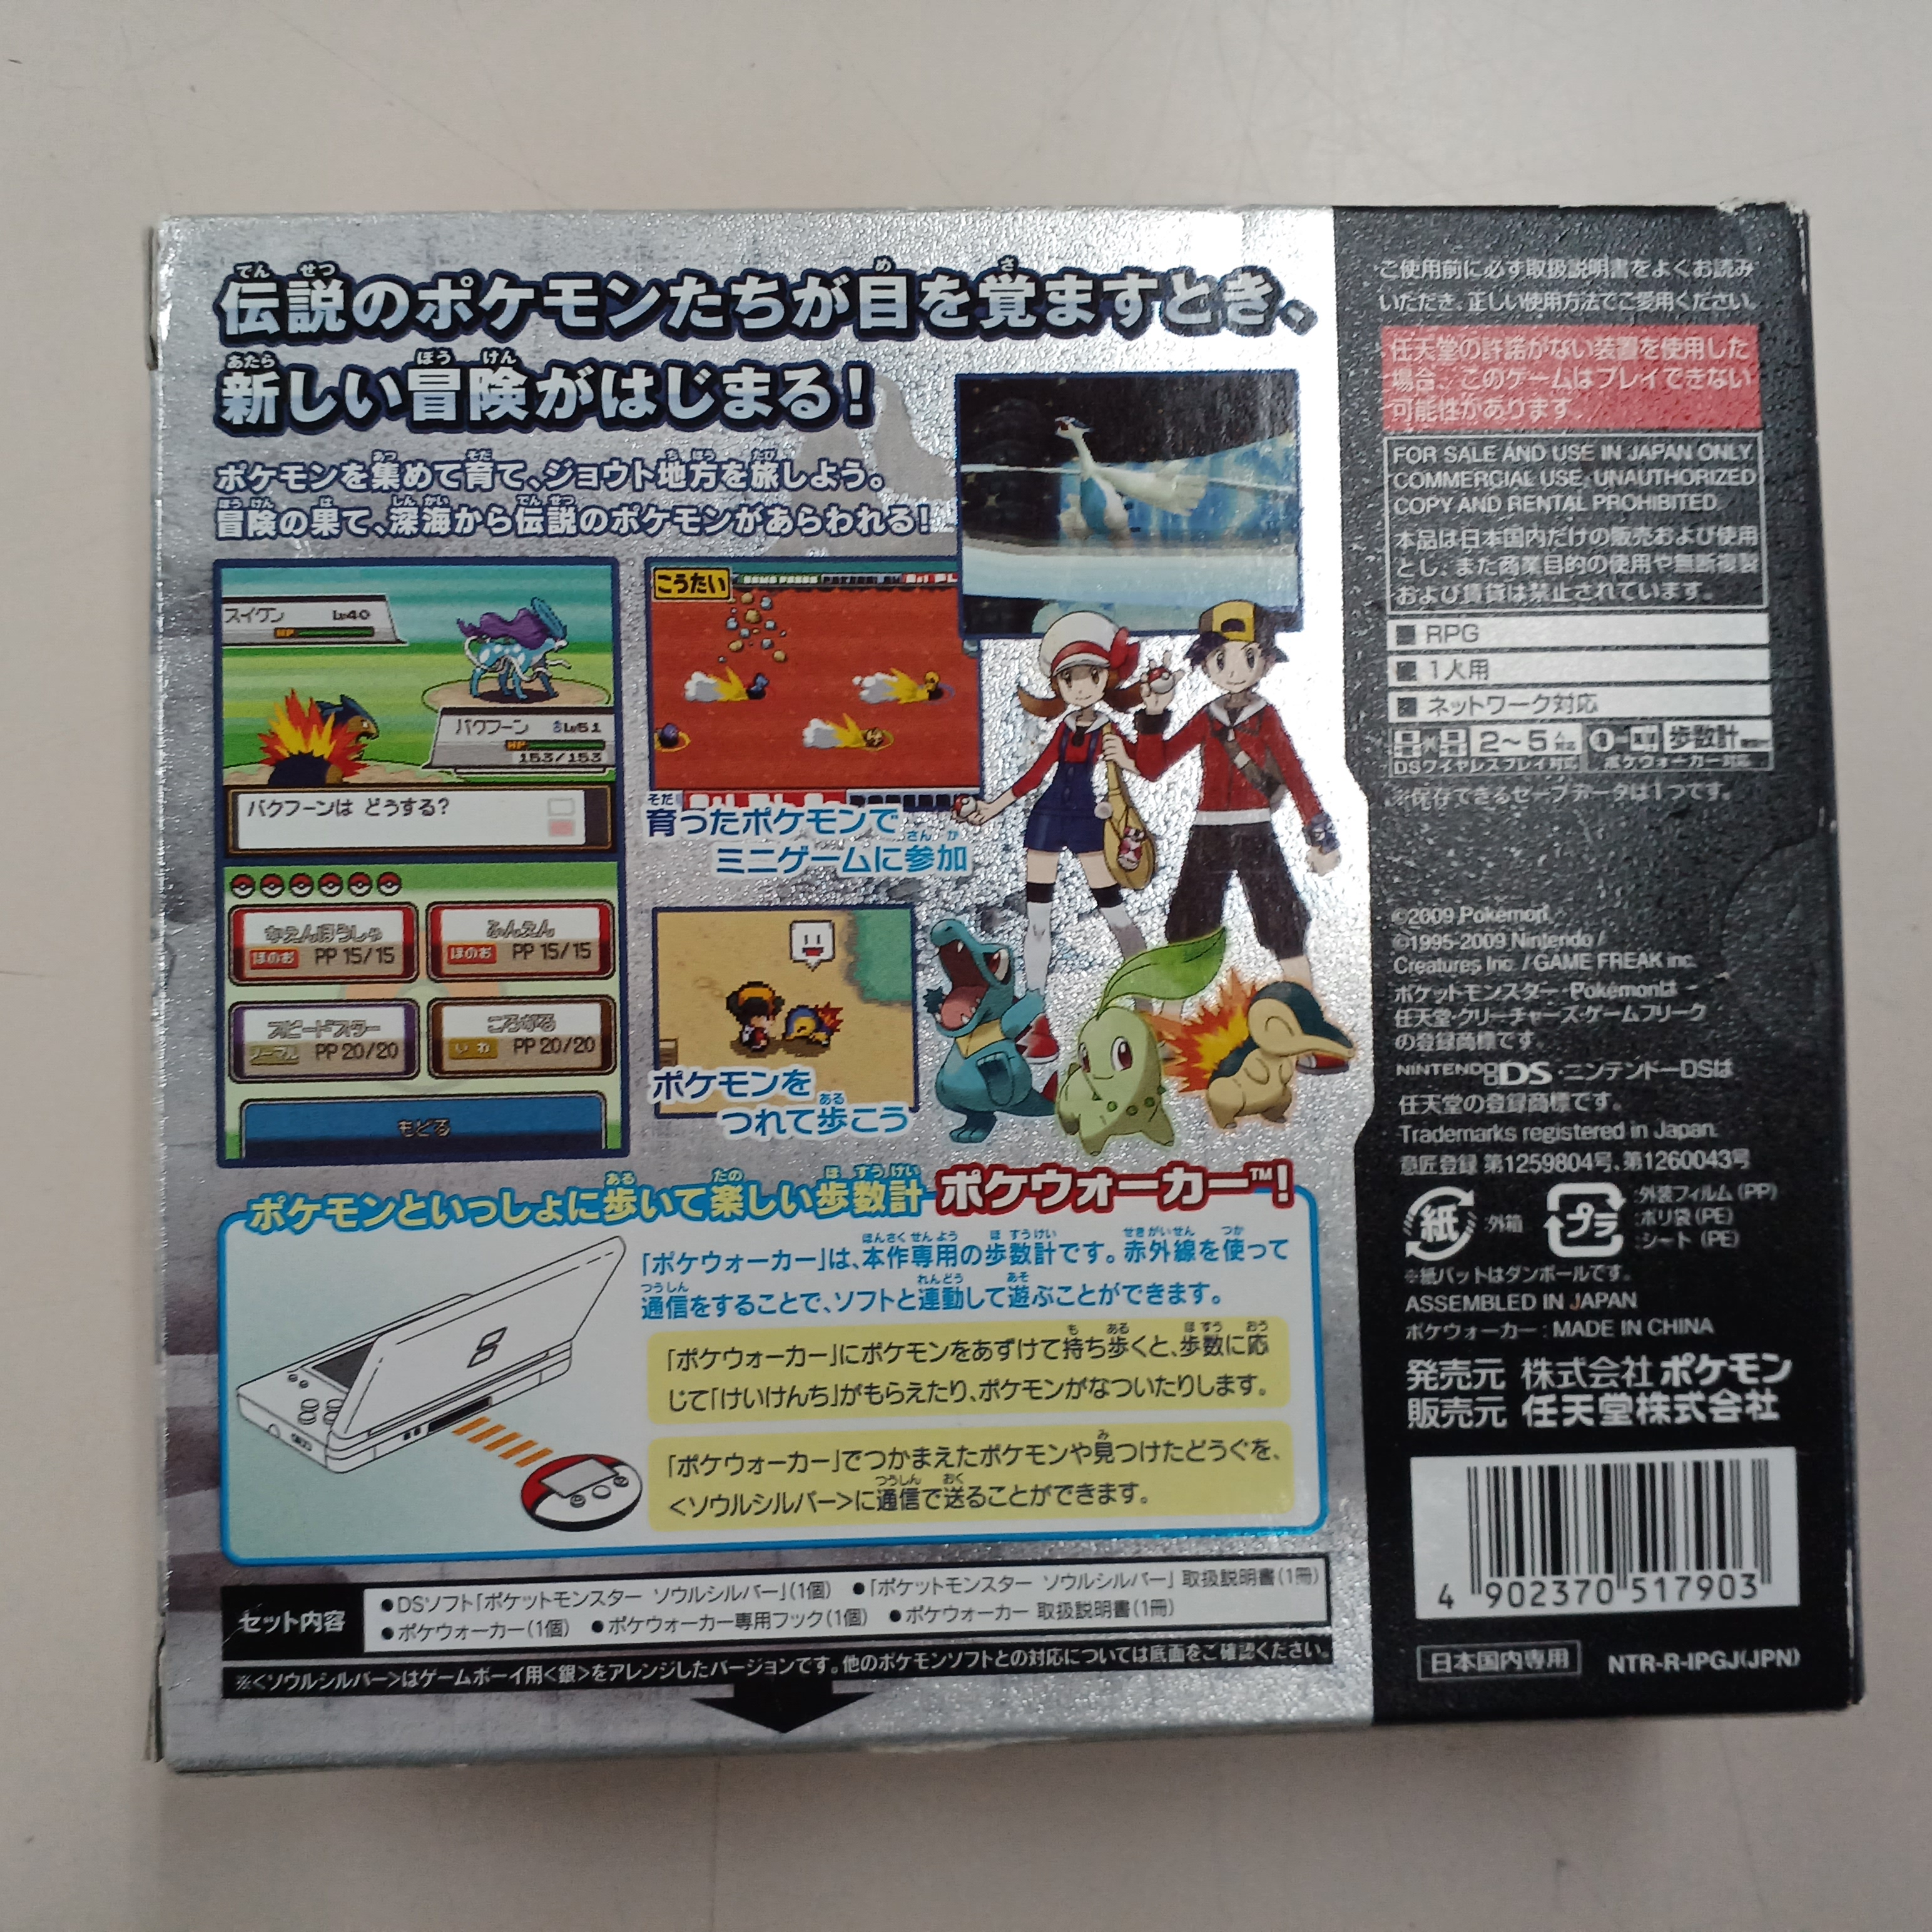 伝説のポケモンたちが目を覚ますとき、
新しい冒険がはじまる!
ポケモンを集めて育て、ジョウト地方を旅しよう。
冒険の果て、深海から伝説のポケモンがあらわれる!
スイクン Lv40
HP
バクフーン ♂Lv51
HP
153/153
バクフーンは どうする?
ふんえん
ほのお PP 15/15
ほのお PP 15/15
スピードスター
ノーマル PP 20/20
ころがる
いわ PP 20/20
もどる
こうたい
育ったポケモンで
ミニゲームに参加
ポケモンを
つれて歩こう
ポケモンといっしょに歩いて楽しい歩数計 ポケウォーカー™!
「ポケウォーカー」は、本作専用の歩数計です。赤外線を使って
通信をすることで、ソフトと連動して遊ぶことができます。
「ポケウォーカー」にポケモンをあずけて持ち歩くと、歩数に応
じて「けいけんち」がもらえたり、ポケモンがなついたりします。
「ポケウォーカー」でつかまえたポケモンや見つけたどうぐを、
<ソウルシルバー>に通信で送ることができます。
セット内容
●DSソフト「ポケットモンスター ソウルシルバー」(1個) ●「ポケットモンスター ソウルシルバー」取扱説明書(1冊)
●ポケウォーカー(1個) ●ポケウォーカー専用フック(1個) ●ポケウォーカー 取扱説明書(1冊)
※<ソウルシルバー>はゲームボーイ用<銀>をアレンジしたバージョンです。他のポケモンソフトとの対応については底面をご確認ください。
ご使用前に必ず取扱説明書をよくお読み
いただき、正しい使用方法でご愛用ください。
任天堂の許諾がない装置を使用した
場合、このゲームはプレイできない
可能性があります。
FOR SALE AND USE IN JAPAN ONLY.
COMMERCIAL USE, UNAUTHORIZED
COPY AND RENTAL PROHIBITED.
本品は日本国内だけの販売および使用
とし、また商業目的の使用や無断複製
および賃貸は禁止されています。
■ RPG
■ 1人用
■ ネットワーク対応
2~5人対応
DSワイヤレスプレイ対応
歩数計
ポケウォーカー対応
※保存できるセーブデータは1つです。
©2009 Pokémon.
©1995-2009 Nintendo /
Creatures Inc. / GAME FREAK inc.
ポケットモンスター・Pokémonは
任天堂・クリーチャーズ・ゲームフリーク
の登録商標です。
NINTENDO DS・ニンテンドーDSは
任天堂の登録商標です。
Trademarks registered in Japan.
意匠登録 第1259804号、第1260043号
紙 :外箱
プラ :外装フィルム(PP)
:ポリ袋(PE)
:シート(PE)
※紙パットはダンボールです。
ASSEMBLED IN JAPAN
ポケウォーカー:MADE IN CHINA
発売元 株式会社ポケモン
販売元 任天堂株式会社
4 902370 517903
日本国内専用 NTR-R-IPGJ(JPN)